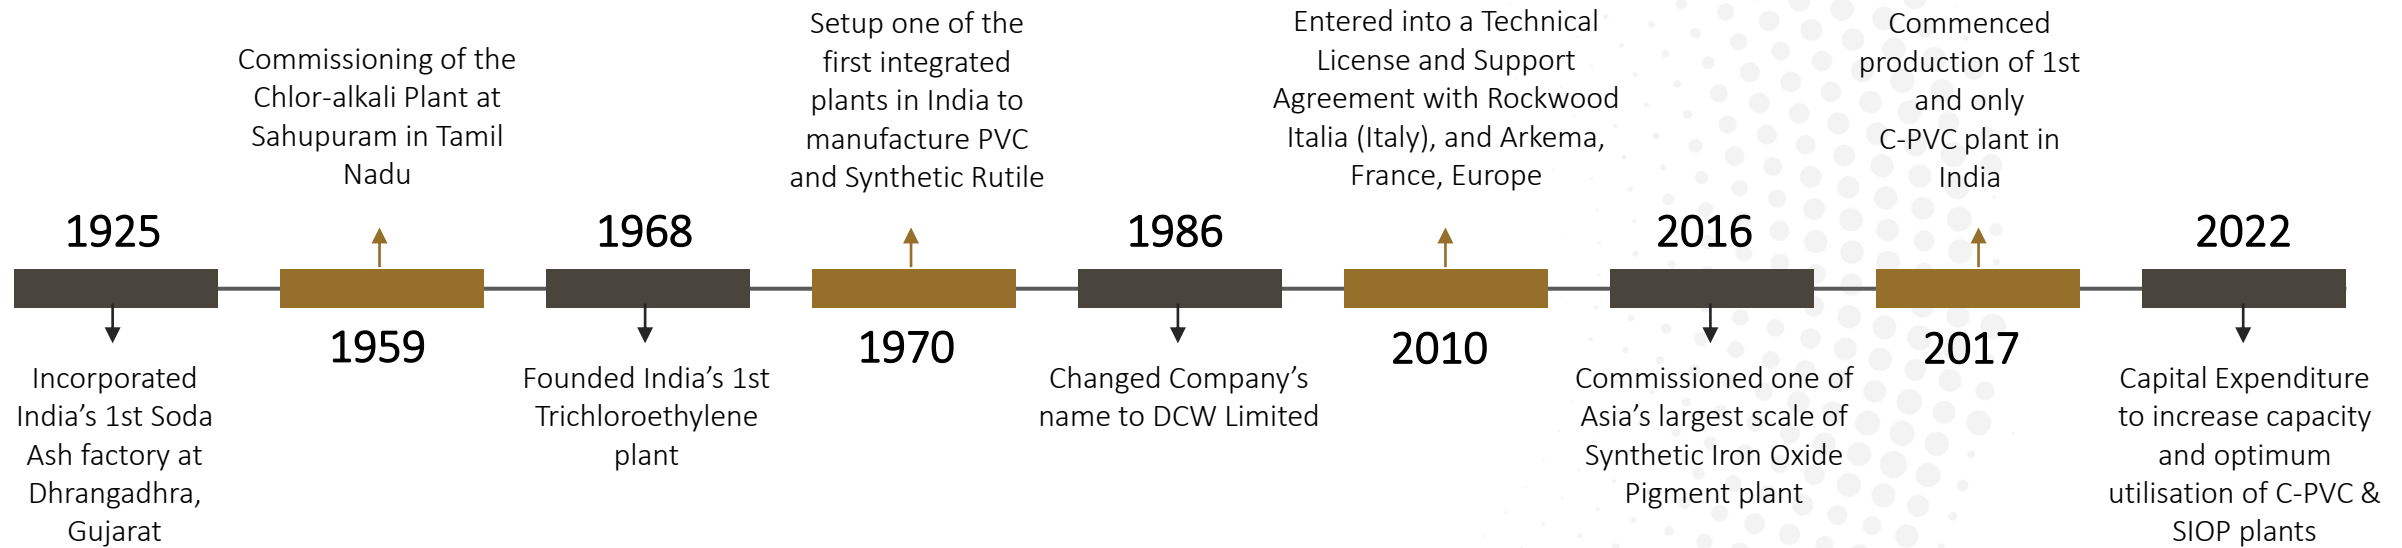 1925
Incorporated
India's 1st Soda
Ash factory at
Dhrangadhra,
Gujarat
Commissioning of the
Chlor-alkali Plant at
Sahupuram in Tamil
Nadu
1959
1968
Founded India's 1st
Trichloroethylene
plant
Setup one of the
first integrated
plants in India to
manufacture PVC
and Synthetic Rutile
1970
1986
Changed Company's
name to DCW Limited
Entered into a Technical
License and Support
Agreement with Rockwood
Italia (Italy), and Arkema,
France, Europe
2010
2016
Commissioned one of
Asia's largest scale of
Synthetic Iron Oxide
Pigment plant
Commenced
production of 1st
and only
C-PVC plant in
India
2017
2022
Capital Expenditure
to increase capacity
and optimum
utilisation of C-PVC &
SIOP plants